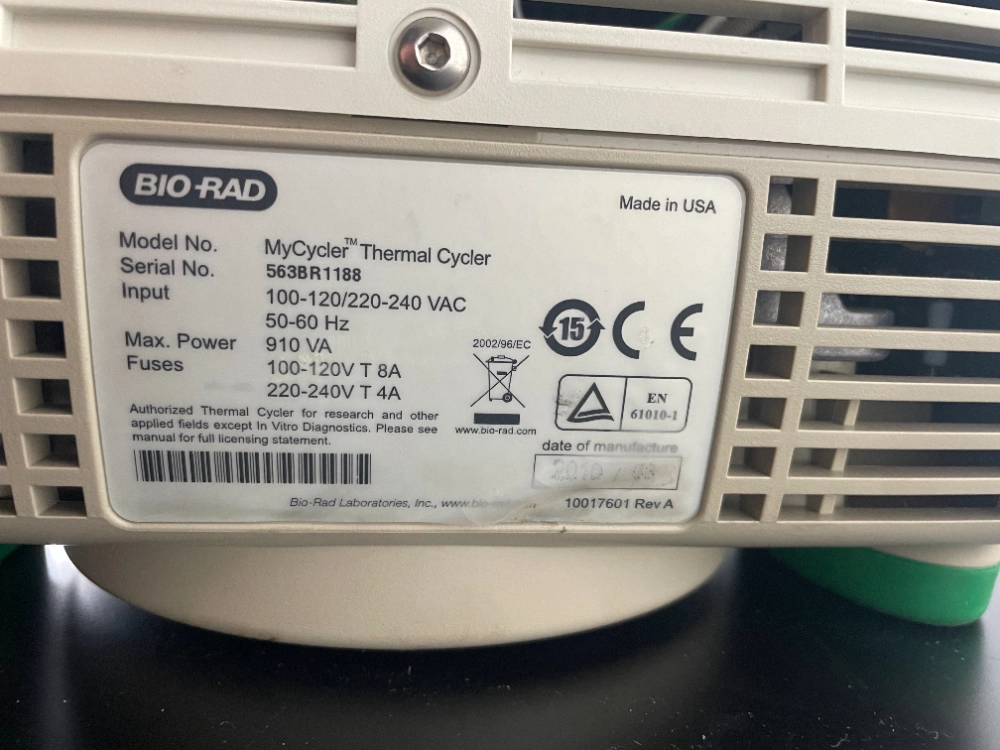 BIO-RAD
Made in USA
Model No. MyCycler™ Thermal Cycler
Serial No. 563BR1188
Input 100-120/220-240 VAC
50-60 Hz
Max. Power 910 VA
Fuses 100-120V T 8A
220-240V T 4A
2002/96/EC
15
CE
EN
61010-1
Authorized Thermal Cycler for research and other
applied fields except In Vitro Diagnostics. Please see
manual for full licensing statement.
www.bio-rad.com
date of manufacture
Bio-Rad Laboratories, Inc.,
10017601 Rev A